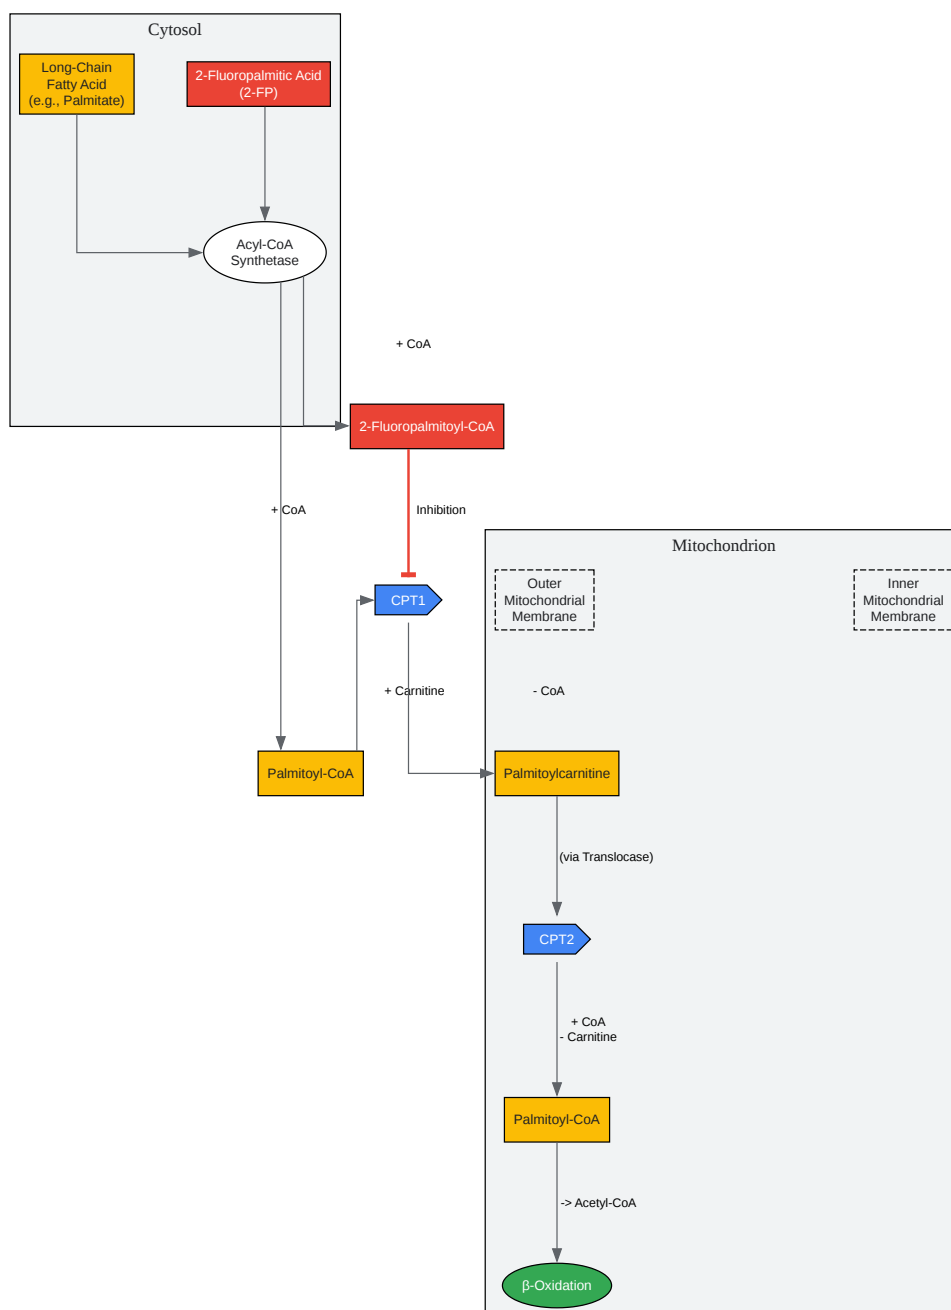 Cytosol
Long-Chain
Fatty Acid
(e.g., Palmitate)
2-Fluoropalmitic Acid
(2-FP)
Acyl-CoA
Synthetase
+ CoA
2-Fluoropalmitoyl-CoA
+ CoA
Inhibition
Mitochondrion
Outer
Mitochondrial
Membrane
Inner
Mitochondrial
Membrane
CPT1
+ Carnitine
- CoA
Palmitoyl-CoA
Palmitoylcarnitine
(via Translocase)
CPT2
+ CoA
- Carnitine
Palmitoyl-CoA
-> Acetyl-CoA
β-Oxidation